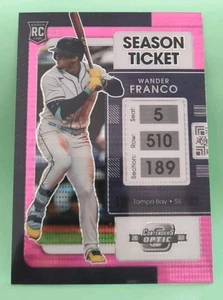 RC
SEASON
TICKET
WANDER
FRANCO
Seat:
5
Row:
510
Section:
189
Tampa Bay • SS
CONTENDERS
OPTIC